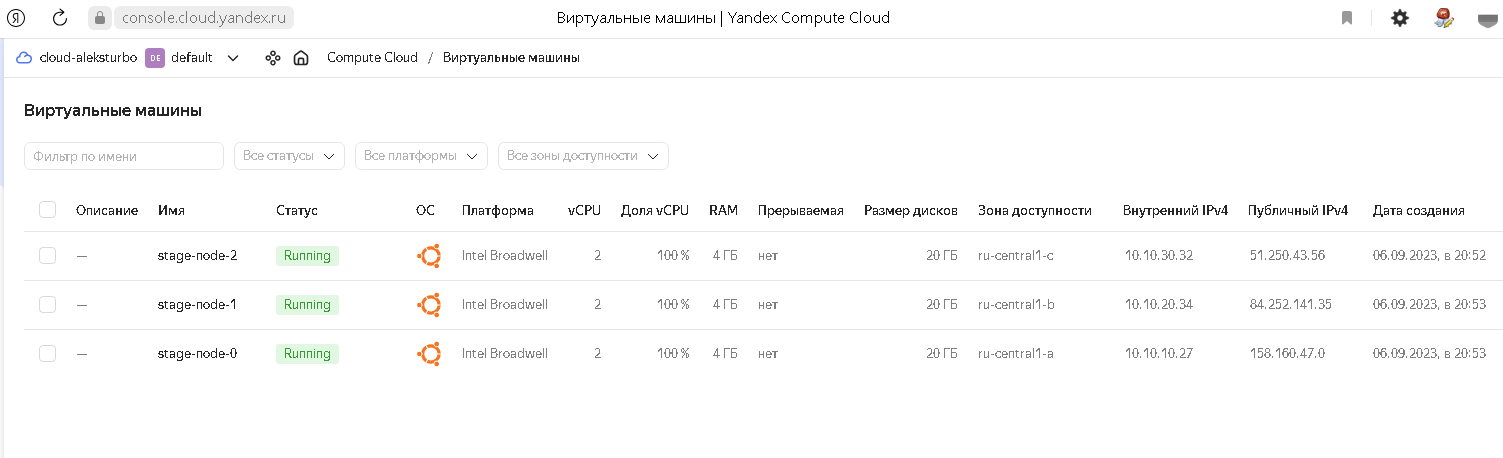 console.cloud.yandex.ru Виртуальные машины | Yandex Compute Cloud
cloud-aleksturbo DE default Compute Cloud / Виртуальные машины
Виртуальные машины
Фильтр по имени Все статусы Все платформы Все зоны доступности
Описание Имя Статус ОС Платформа vCPU Доля vCPU RAM Прерываемая Размер дисков Зона доступности Внутренний IPv4 Публичный IPv4 Дата создания
— stage-node-2 Running Intel Broadwell 2 100 % 4 ГБ нет 20 ГБ ru-central1-c 10.10.30.32 51.250.43.56 06.09.2023, в 20:52
— stage-node-1 Running Intel Broadwell 2 100 % 4 ГБ нет 20 ГБ ru-central1-b 10.10.20.34 84.252.141.35 06.09.2023, в 20:53
— stage-node-0 Running Intel Broadwell 2 100 % 4 ГБ нет 20 ГБ ru-central1-a 10.10.10.27 158.160.47.0 06.09.2023, в 20:53